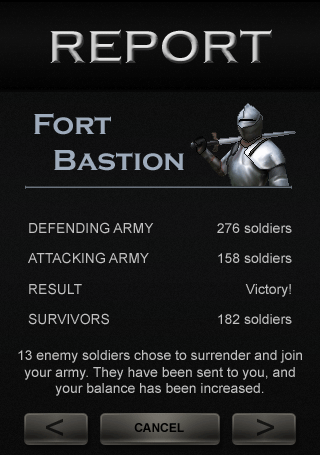 REPORT
FORT
BASTION
DEFENDING ARMY 276 soldiers
ATTACKING ARMY 158 soldiers
RESULT Victory!
SURVIVORS 182 soldiers
13 enemy soldiers chose to surrender and join
your army. They have been sent to you, and
your balance has been increased.
< CANCEL >